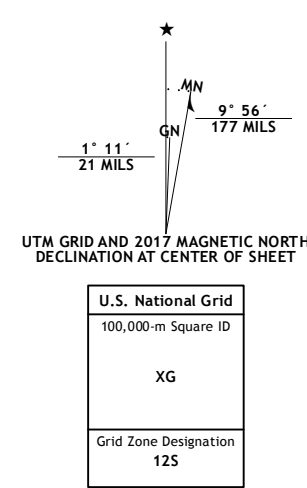 ★
MN
GN
9° 56´
177 MILS
1° 11´
21 MILS
UTM GRID AND 2017 MAGNETIC NORTH
DECLINATION AT CENTER OF SHEET
U.S. National Grid
100,000-m Square ID
XG
Grid Zone Designation
12S